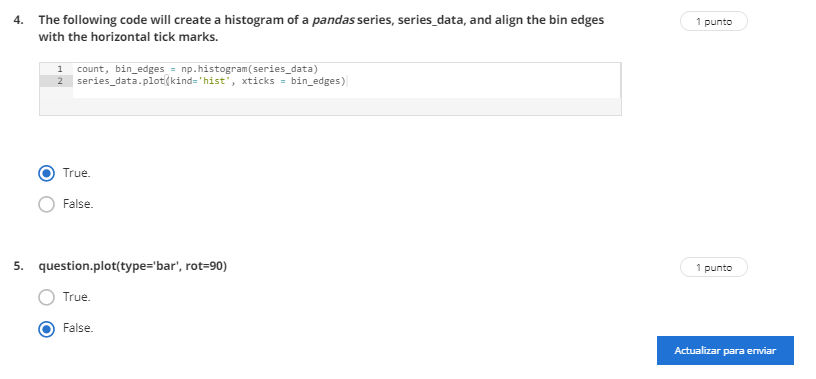 4. The following code will create a histogram of a pandas series, series_data, and align the bin edges
with the horizontal tick marks.
1 punto
1 count, bin_edges = np.histogram(series_data)
2 series_data.plot(kind='hist', xticks = bin_edges)
True.
False.
5. question.plot(type='bar', rot=90)
1 punto
True.
False.
Actualizar para enviar